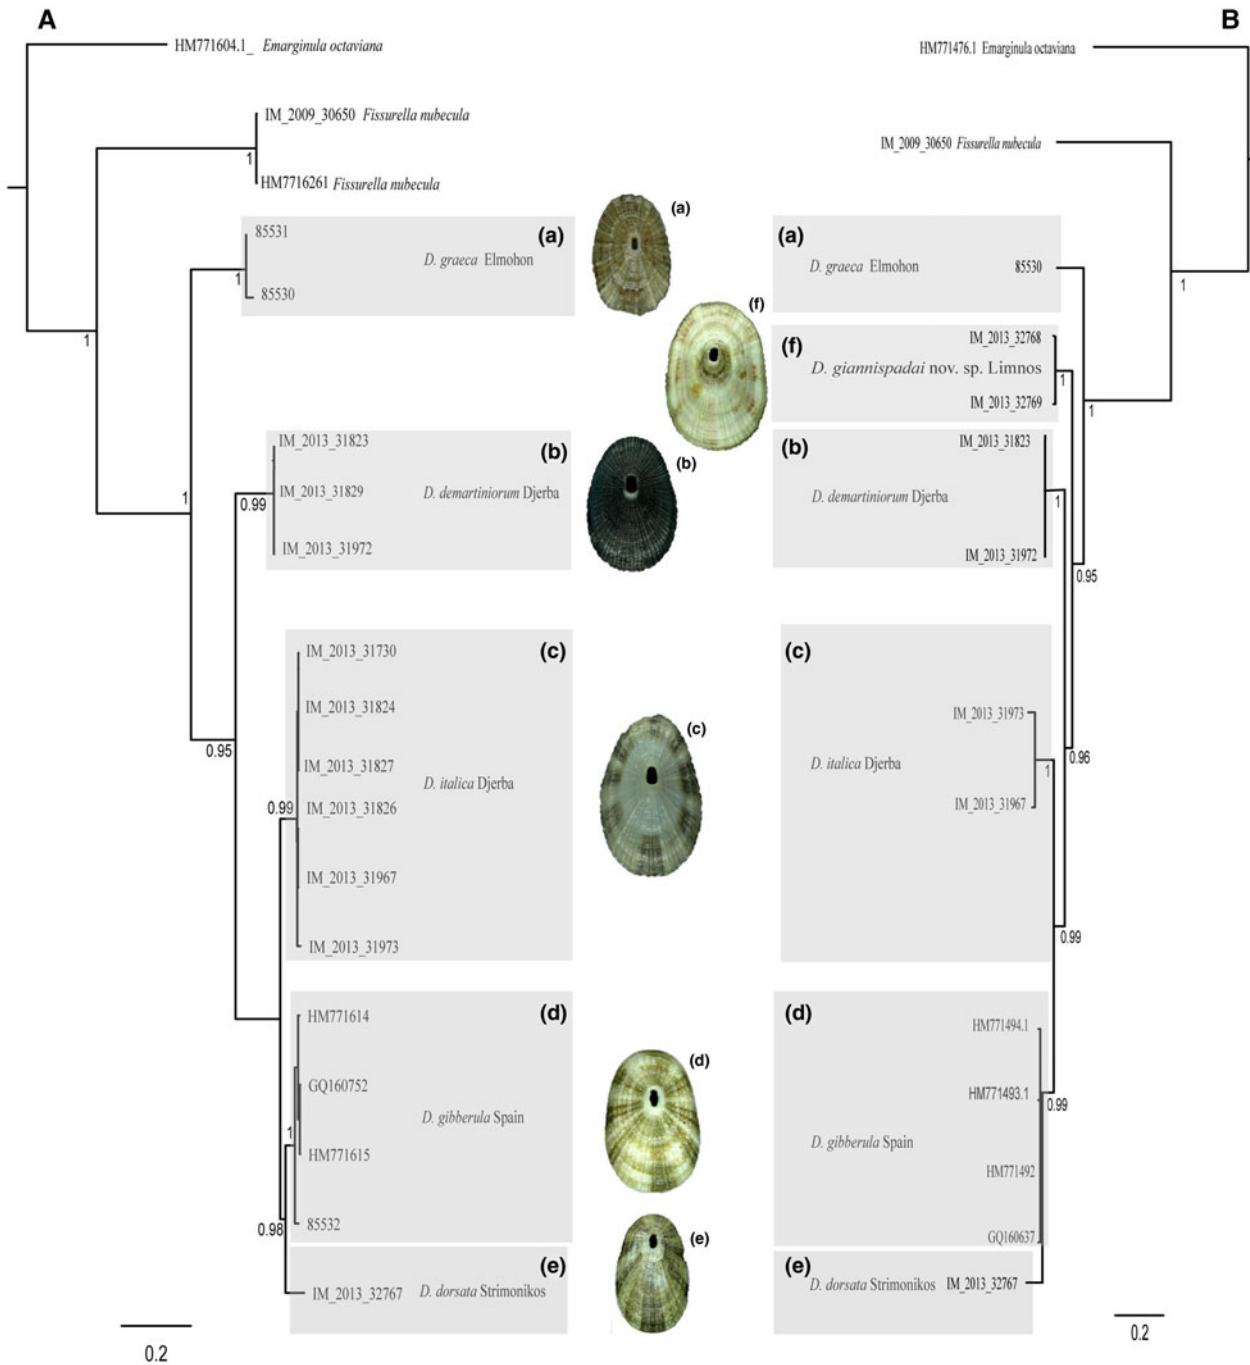 A
HM771604.1_ Emarginula octaviana
IM_2009_30650 Fissurella nubecula
1
HM7716261 Fissurella nubecula
85531
(a)
D. graeca Elmohon
1
85530
1
IM_2013_31823
(b)
1
IM_2013_31829
D. demartiniorum Djerba
0.99
IM_2013_31972
IM_2013_31730
(c)
IM_2013_31824
0.95
IM_2013_31827
D. italica Djerba
0.99
IM_2013_31826
IM_2013_31967
IM_2013_31973
HM771614
(d)
GQ160752
D. gibberula Spain
1
HM771615
85532
0.98
(e)
IM_2013_32767
D. dorsata Strimonikos
0.2
(a)
(f)
(b)
(c)
(d)
(e)
B
HM771476.1 Emarginula octaviana
IM_2009_30650 Fissurella nubecula
(a)
D. graeca Elmohon
85530
1
IM_2013_32768
(f)
D. giannispadai nov. sp. Limnos
1
IM_2013_32769
1
IM_2013_31823
(b)
D. demartiniorum Djerba
1
IM_2013_31972
0.95
(c)
IM_2013_31973
D. italica Djerba
0.96
1
IM_2013_31967
0.99
(d)
HM771494.1
HM771493.1
0.99
D. gibberula Spain
HM771492
GQ160637
(e)
D. dorsata Strimonikos IM_2013_32767
0.2